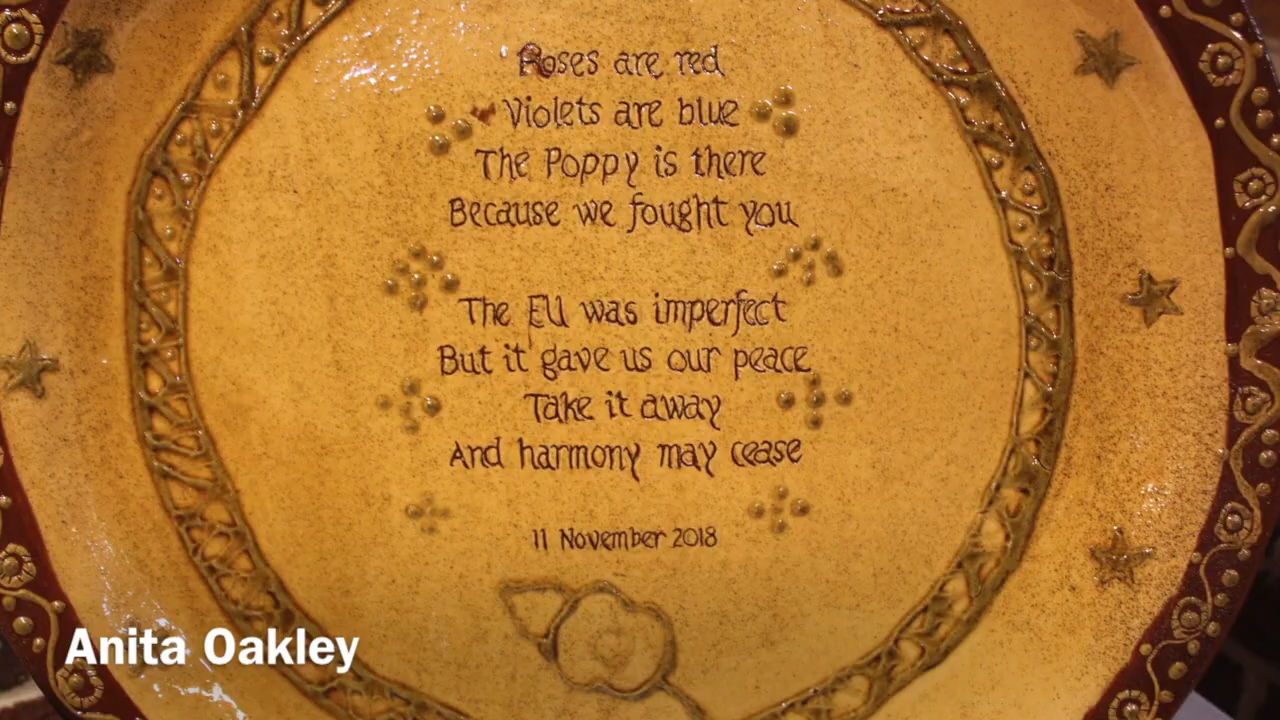 Roses are red
Violets are blue
The Poppy is there
Because we fought you
The EU was imperfect
But it gave us our peace
Take it away
And harmony may cease
11 November 2018
Anita Oakley